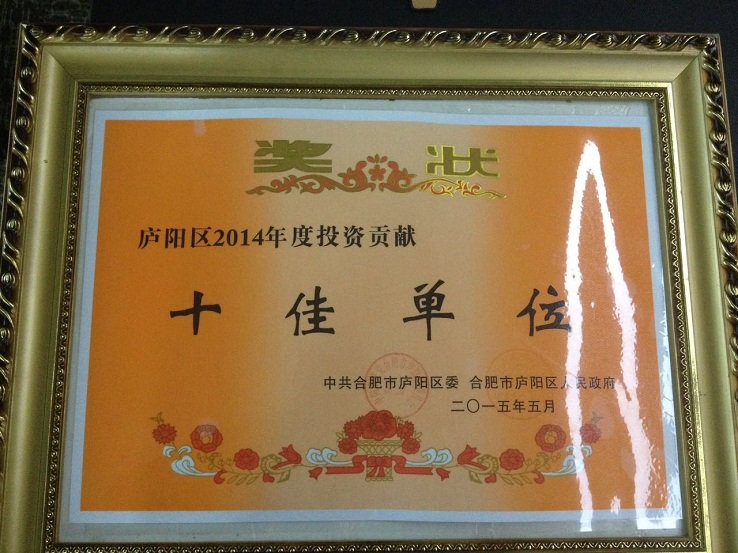 奖状
庐阳区2014年度投资贡献
十佳单位
中共合肥市庐阳区委 合肥市庐阳区人民政府
二〇一五年五月